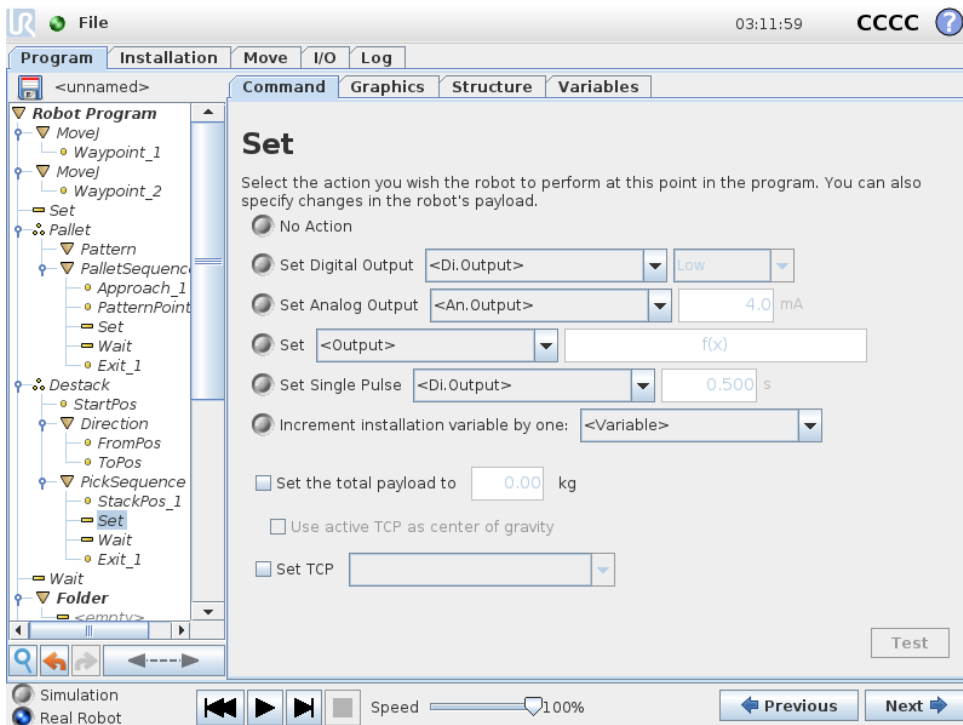 UR File 03:11:59 CCCC ?
Program Installation Move I/O Log
<unnamed>
Command Graphics Structure Variables
Robot Program
MoveJ
Waypoint_1
MoveJ
Waypoint_2
Set
Pallet
Pattern
PalletSequenc
Approach_1
PatternPoint
Set
Wait
Exit_1
Destack
StartPos
Direction
FromPos
ToPos
PickSequence
StackPos_1
Set
Wait
Exit_1
Wait
Folder
<empty>
Set
Select the action you wish the robot to perform at this point in the program. You can also
specify changes in the robot's payload.
No Action
Set Digital Output <Di.Output> Low
Set Analog Output <An.Output> 4.0 mA
Set <Output> f(x)
Set Single Pulse <Di.Output> 0.500 s
Increment installation variable by one: <Variable>
Set the total payload to 0.00 kg
Use active TCP as center of gravity
Set TCP
Test
Simulation
Real Robot
Speed 100%
Previous Next